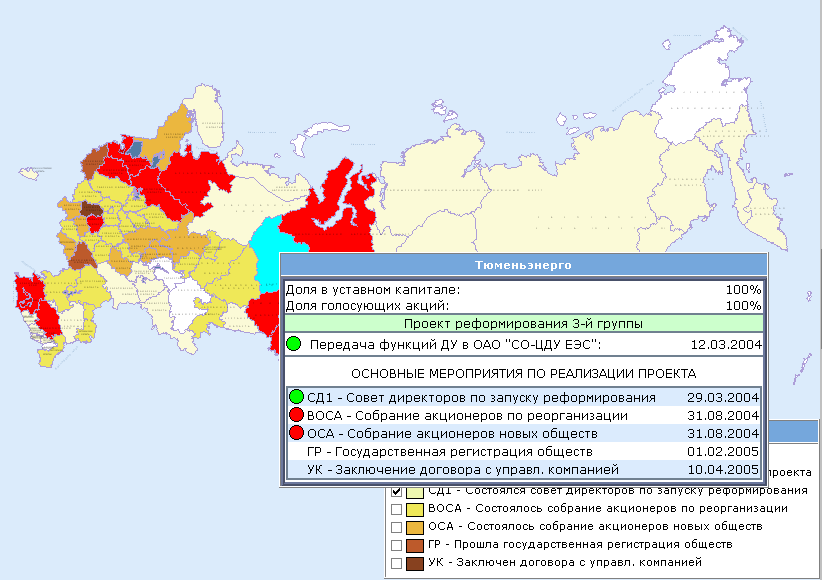 Тюменьэнерго
Доля в уставном капитале: 100%
Доля голосующих акций: 100%
Проект реформирования 3-й группы
Передача функций ДУ в ОАО "СО-ЦДУ ЕЭС": 12.03.2004
ОСНОВНЫЕ МЕРОПРИЯТИЯ ПО РЕАЛИЗАЦИИ ПРОЕКТА
СД1 - Совет директоров по запуску реформирования 29.03.2004
ВОСА - Собрание акционеров по реорганизации 31.08.2004
ОСА - Собрание акционеров новых обществ 31.08.2004
ГР - Государственная регистрация обществ 01.02.2005
УК - Заключение договора с управл. компанией 10.04.2005
проекта
СД1 - Состоялся совет директоров по запуску реформирования
ВОСА - Состоялось собрание акционеров по реорганизации
ОСА - Состоялось собрание акционеров новых обществ
ГР - Прошла государственная регистрация обществ
УК - Заключен договора с управл. компанией